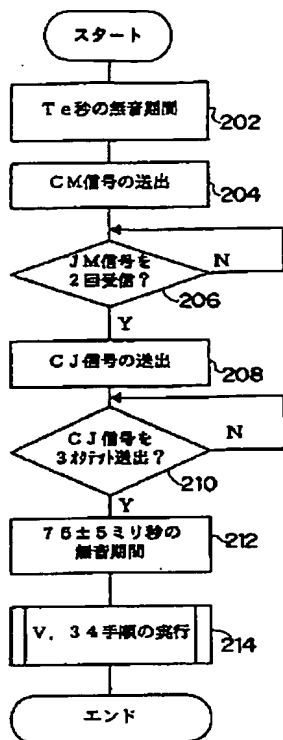 スタート
Te秒の無音期間
202
CM信号の送出
204
JM信号を
2回受信?
N
206
Y
CJ信号の送出
208
CJ信号を
3オクテット送出?
N
210
Y
75±5ミリ秒の
無音期間
212
V.34手順の実行
214
エンド